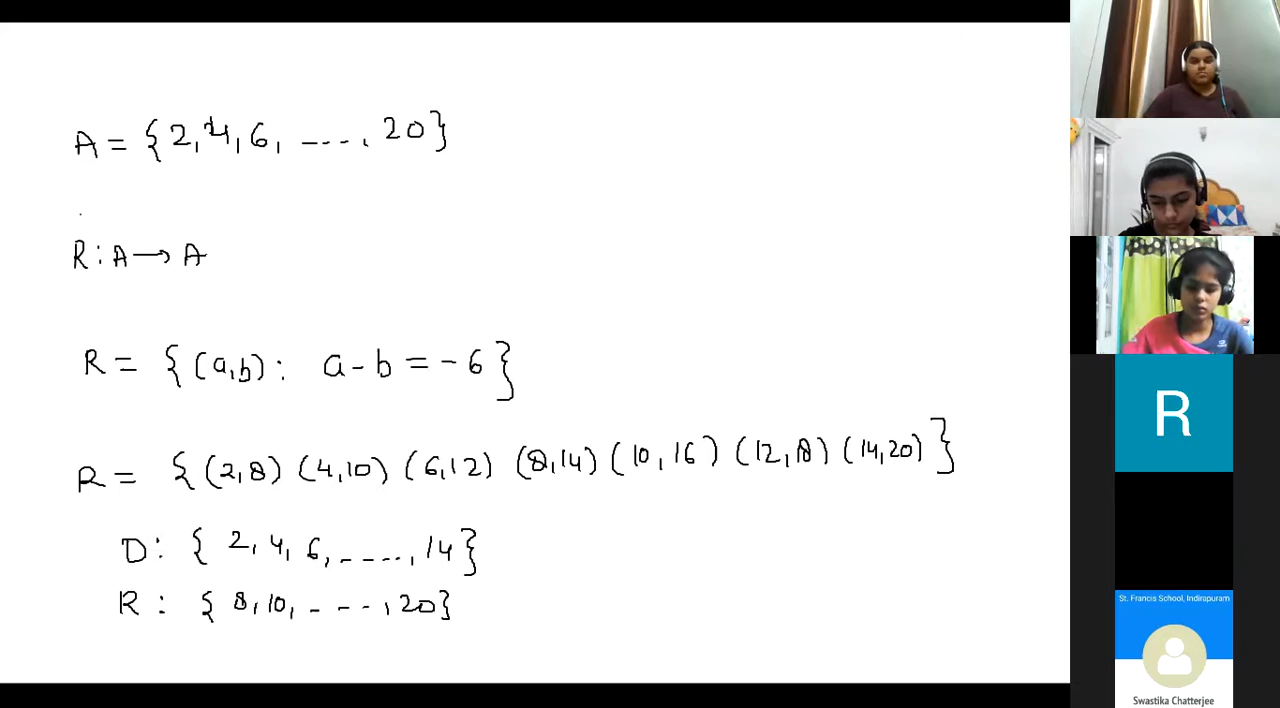 A = {2, 4, 6, ...., 20}
R : A → A
R = {(a,b) : a - b = - 6}
R = {(2,8) (4,10) (6,12) (8,14) (10,16) (12,8) (14,20)}
D : { 2, 4, 6, ....., 14}
R : { 8, 10, ...., 20}
R
St. Francis School, Indirapuram
Swastika Chatterjee